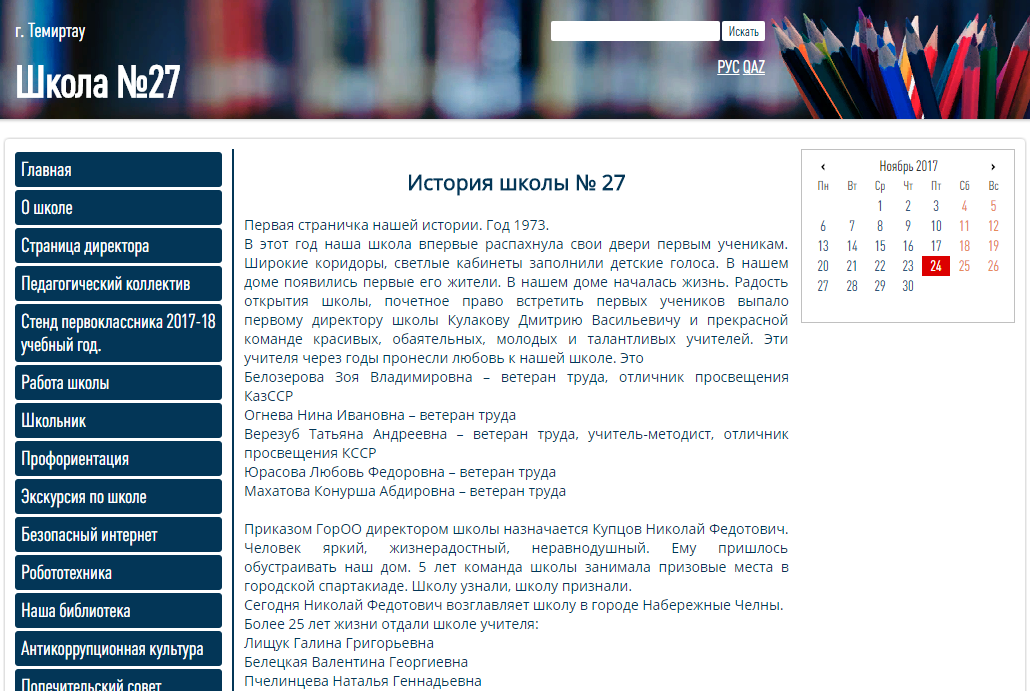 г. Темиртау
Искать
РУС QAZ
Школа №27
Главная
О школе
Страница директора
Педагогический коллектив
Стенд первоклассника 2017-18
учебный год.
Работа школы
Школьник
Профориентация
Экскурсия по школе
Безопасный интернет
Робототехника
Наша библиотека
Антикоррупционная культура
Попечительский совет
История школы № 27
Первая страничка нашей истории. Год 1973.
В этот год наша школа впервые распахнула свои двери первым ученикам.
Широкие коридоры, светлые кабинеты заполнили детские голоса. В нашем
доме появились первые его жители. В нашем доме началась жизнь. Радость
открытия школы, почетное право встретить первых учеников выпало
первому директору школы Кулакову Дмитрию Васильевичу и прекрасной
команде красивых, обаятельных, молодых и талантливых учителей. Эти
учителя через годы пронесли любовь к нашей школе. Это
Белозерова Зоя Владимировна – ветеран труда, отличник просвещения
КазССР
Огнева Нина Ивановна – ветеран труда
Верезуб Татьяна Андреевна – ветеран труда, учитель-методист, отличник
просвещения КССР
Юрасова Любовь Федоровна – ветеран труда
Махатова Конурша Абдировна – ветеран труда
Приказом ГорОО директором школы назначается Купцов Николай Федотович.
Человек яркий, жизнерадостный, неравнодушный. Ему пришлось
обустраивать наш дом. 5 лет команда школы занимала призовые места в
городской спартакиаде. Школу узнали, школу признали.
Сегодня Николай Федотович возглавляет школу в городе Набережные Челны.
Более 25 лет жизни отдали школе учителя:
Лищук Галина Григорьевна
Белецкая Валентина Георгиевна
Пчелинцева Наталья Геннадьевна
‹ Ноябрь 2017 ›
Пн Вт Ср Чт Пт Сб Вс
1 2 3 4 5
6 7 8 9 10 11 12
13 14 15 16 17 18 19
20 21 22 23 24 25 26
27 28 29 30